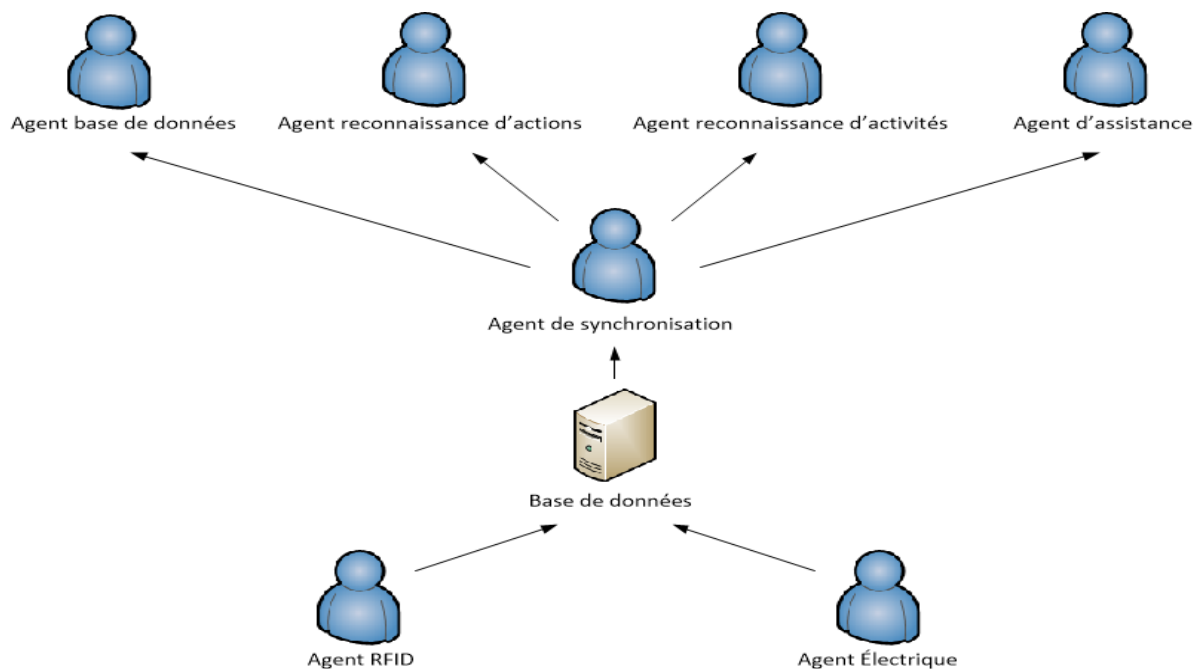 Agent base de données
Agent reconnaissance d'actions
Agent reconnaissance d'activités
Agent d'assistance
Agent de synchronisation
Base de données
Agent RFID
Agent Électrique